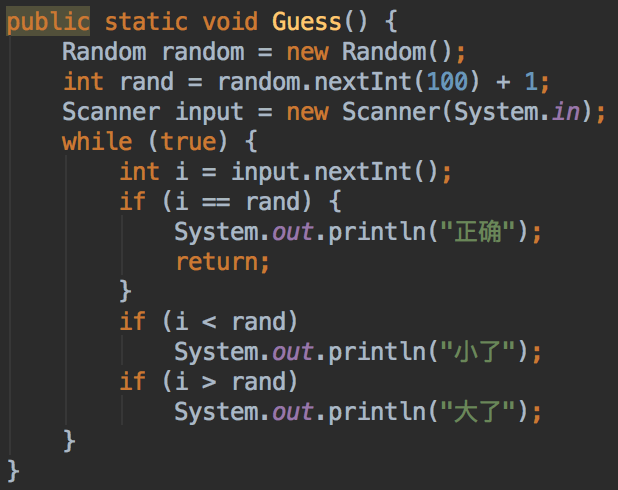 public static void Guess() {
    Random random = new Random();
    int rand = random.nextInt(100) + 1;
    Scanner input = new Scanner(System.in);
    while (true) {
        int i = input.nextInt();
        if (i == rand) {
            System.out.println("正确");
            return;
        }
        if (i < rand)
            System.out.println("小了");
        if (i > rand)
            System.out.println("大了");
    }
}